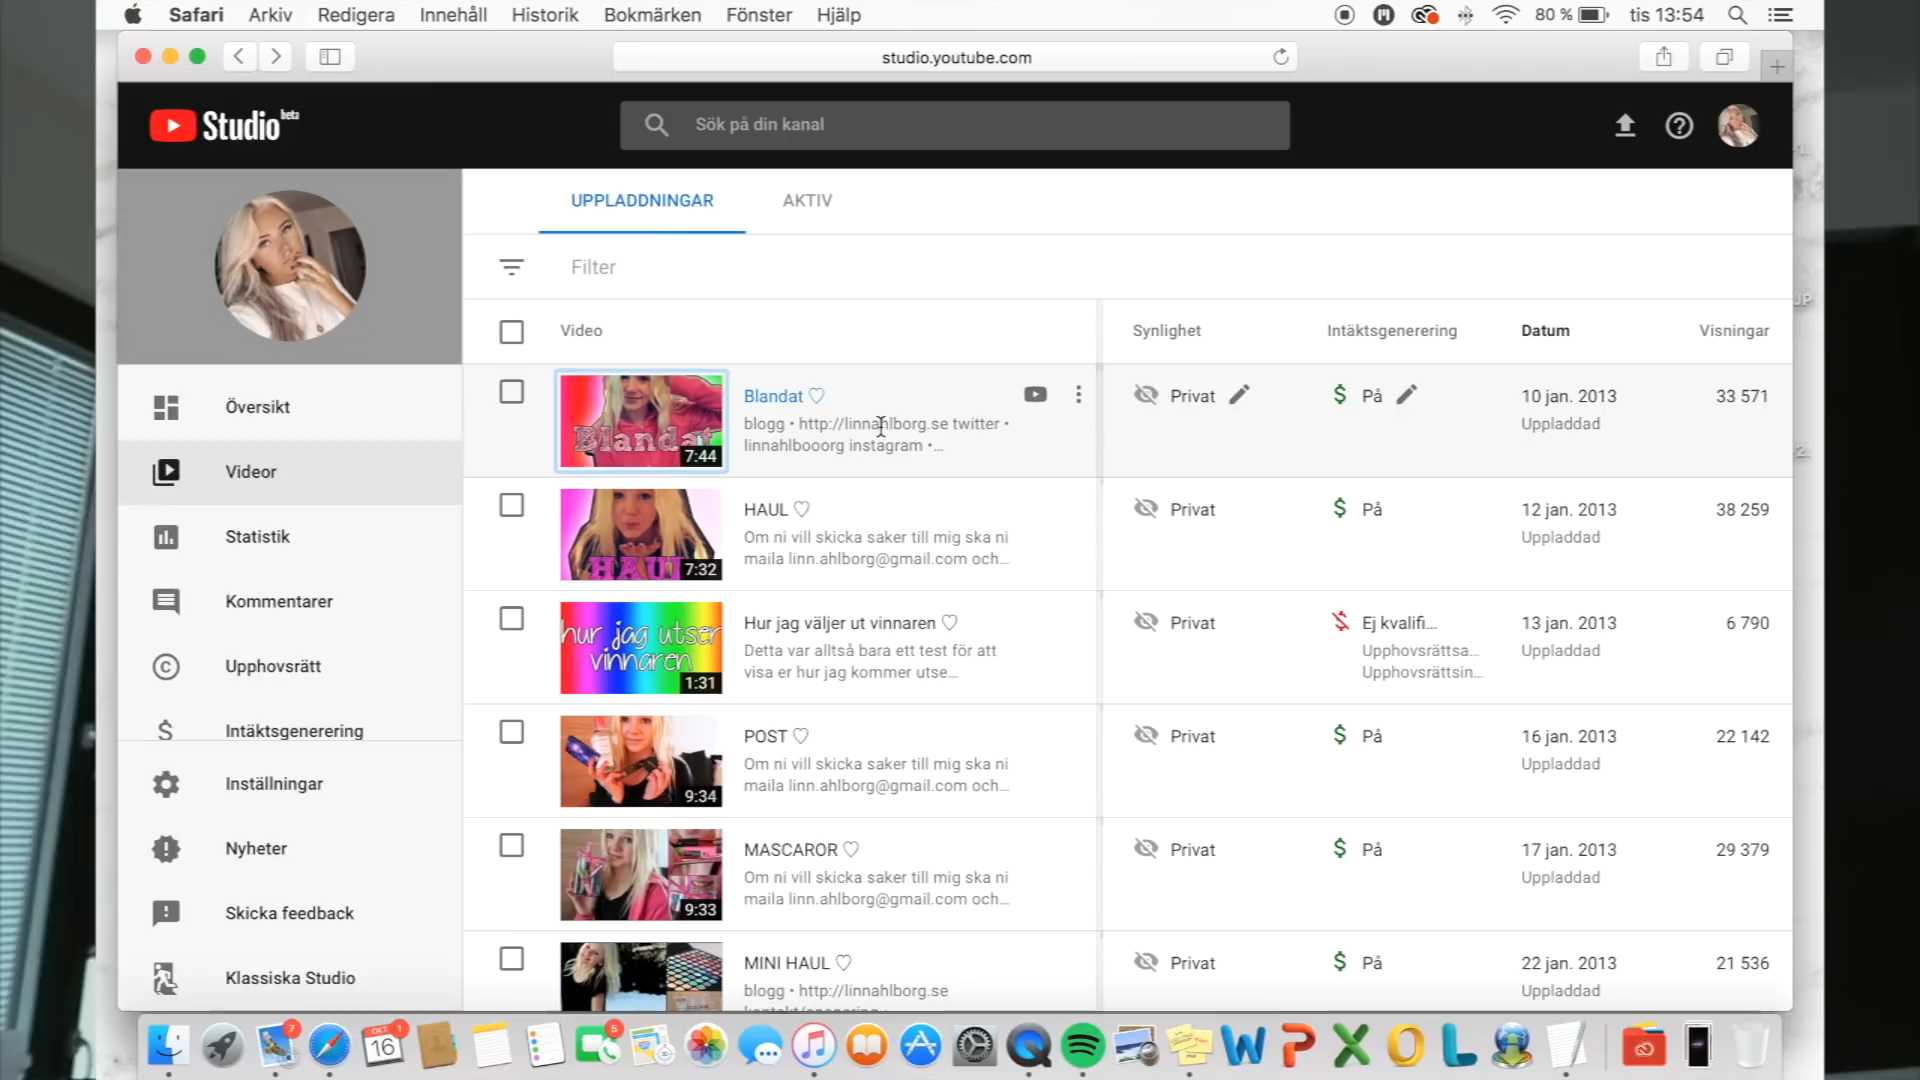 Safari Arkiv Redigera Innehåll Historik Bokmärken Fönster Hjälp 80 % tis 13:54
studio.youtube.com
Studio beta
Sök på din kanal
UPPLADDNINGAR AKTIV
Filter
Video Synlighet Intäktsgenerering Datum Visningar
Översikt
Videor
Statistik
Kommentarer
Upphovsrätt
Intäktsgenerering
Inställningar
Nyheter
Skicka feedback
Klassiska Studio
Blandat
7:44
Blandat ♡ Privat På 10 jan. 2013 33 571
blogg • http://linnahlborg.se twitter • Uppladdad
linnahlbooorg instagram •...
HAUL
7:32
HAUL ♡ Privat På 12 jan. 2013 38 259
Om ni vill skicka saker till mig ska ni Uppladdad
maila linn.ahlborg@gmail.com och...
hur jag utser
vinnaren
1:31
Hur jag väljer ut vinnaren ♡ Privat Ej kvalifi... 13 jan. 2013 6 790
Detta var alltså bara ett test för att Upphovsrättsa... Uppladdad
visa er hur jag kommer utse... Upphovsrättsin...
9:34
POST ♡ Privat På 16 jan. 2013 22 142
Om ni vill skicka saker till mig ska ni Uppladdad
maila linn.ahlborg@gmail.com och...
9:33
MASCAROR ♡ Privat På 17 jan. 2013 29 379
Om ni vill skicka saker till mig ska ni Uppladdad
maila linn.ahlborg@gmail.com och...
MINI HAUL ♡ Privat På 22 jan. 2013 21 536
blogg • http://linnahlborg.se Uppladdad
7 OKT. 16 1 5